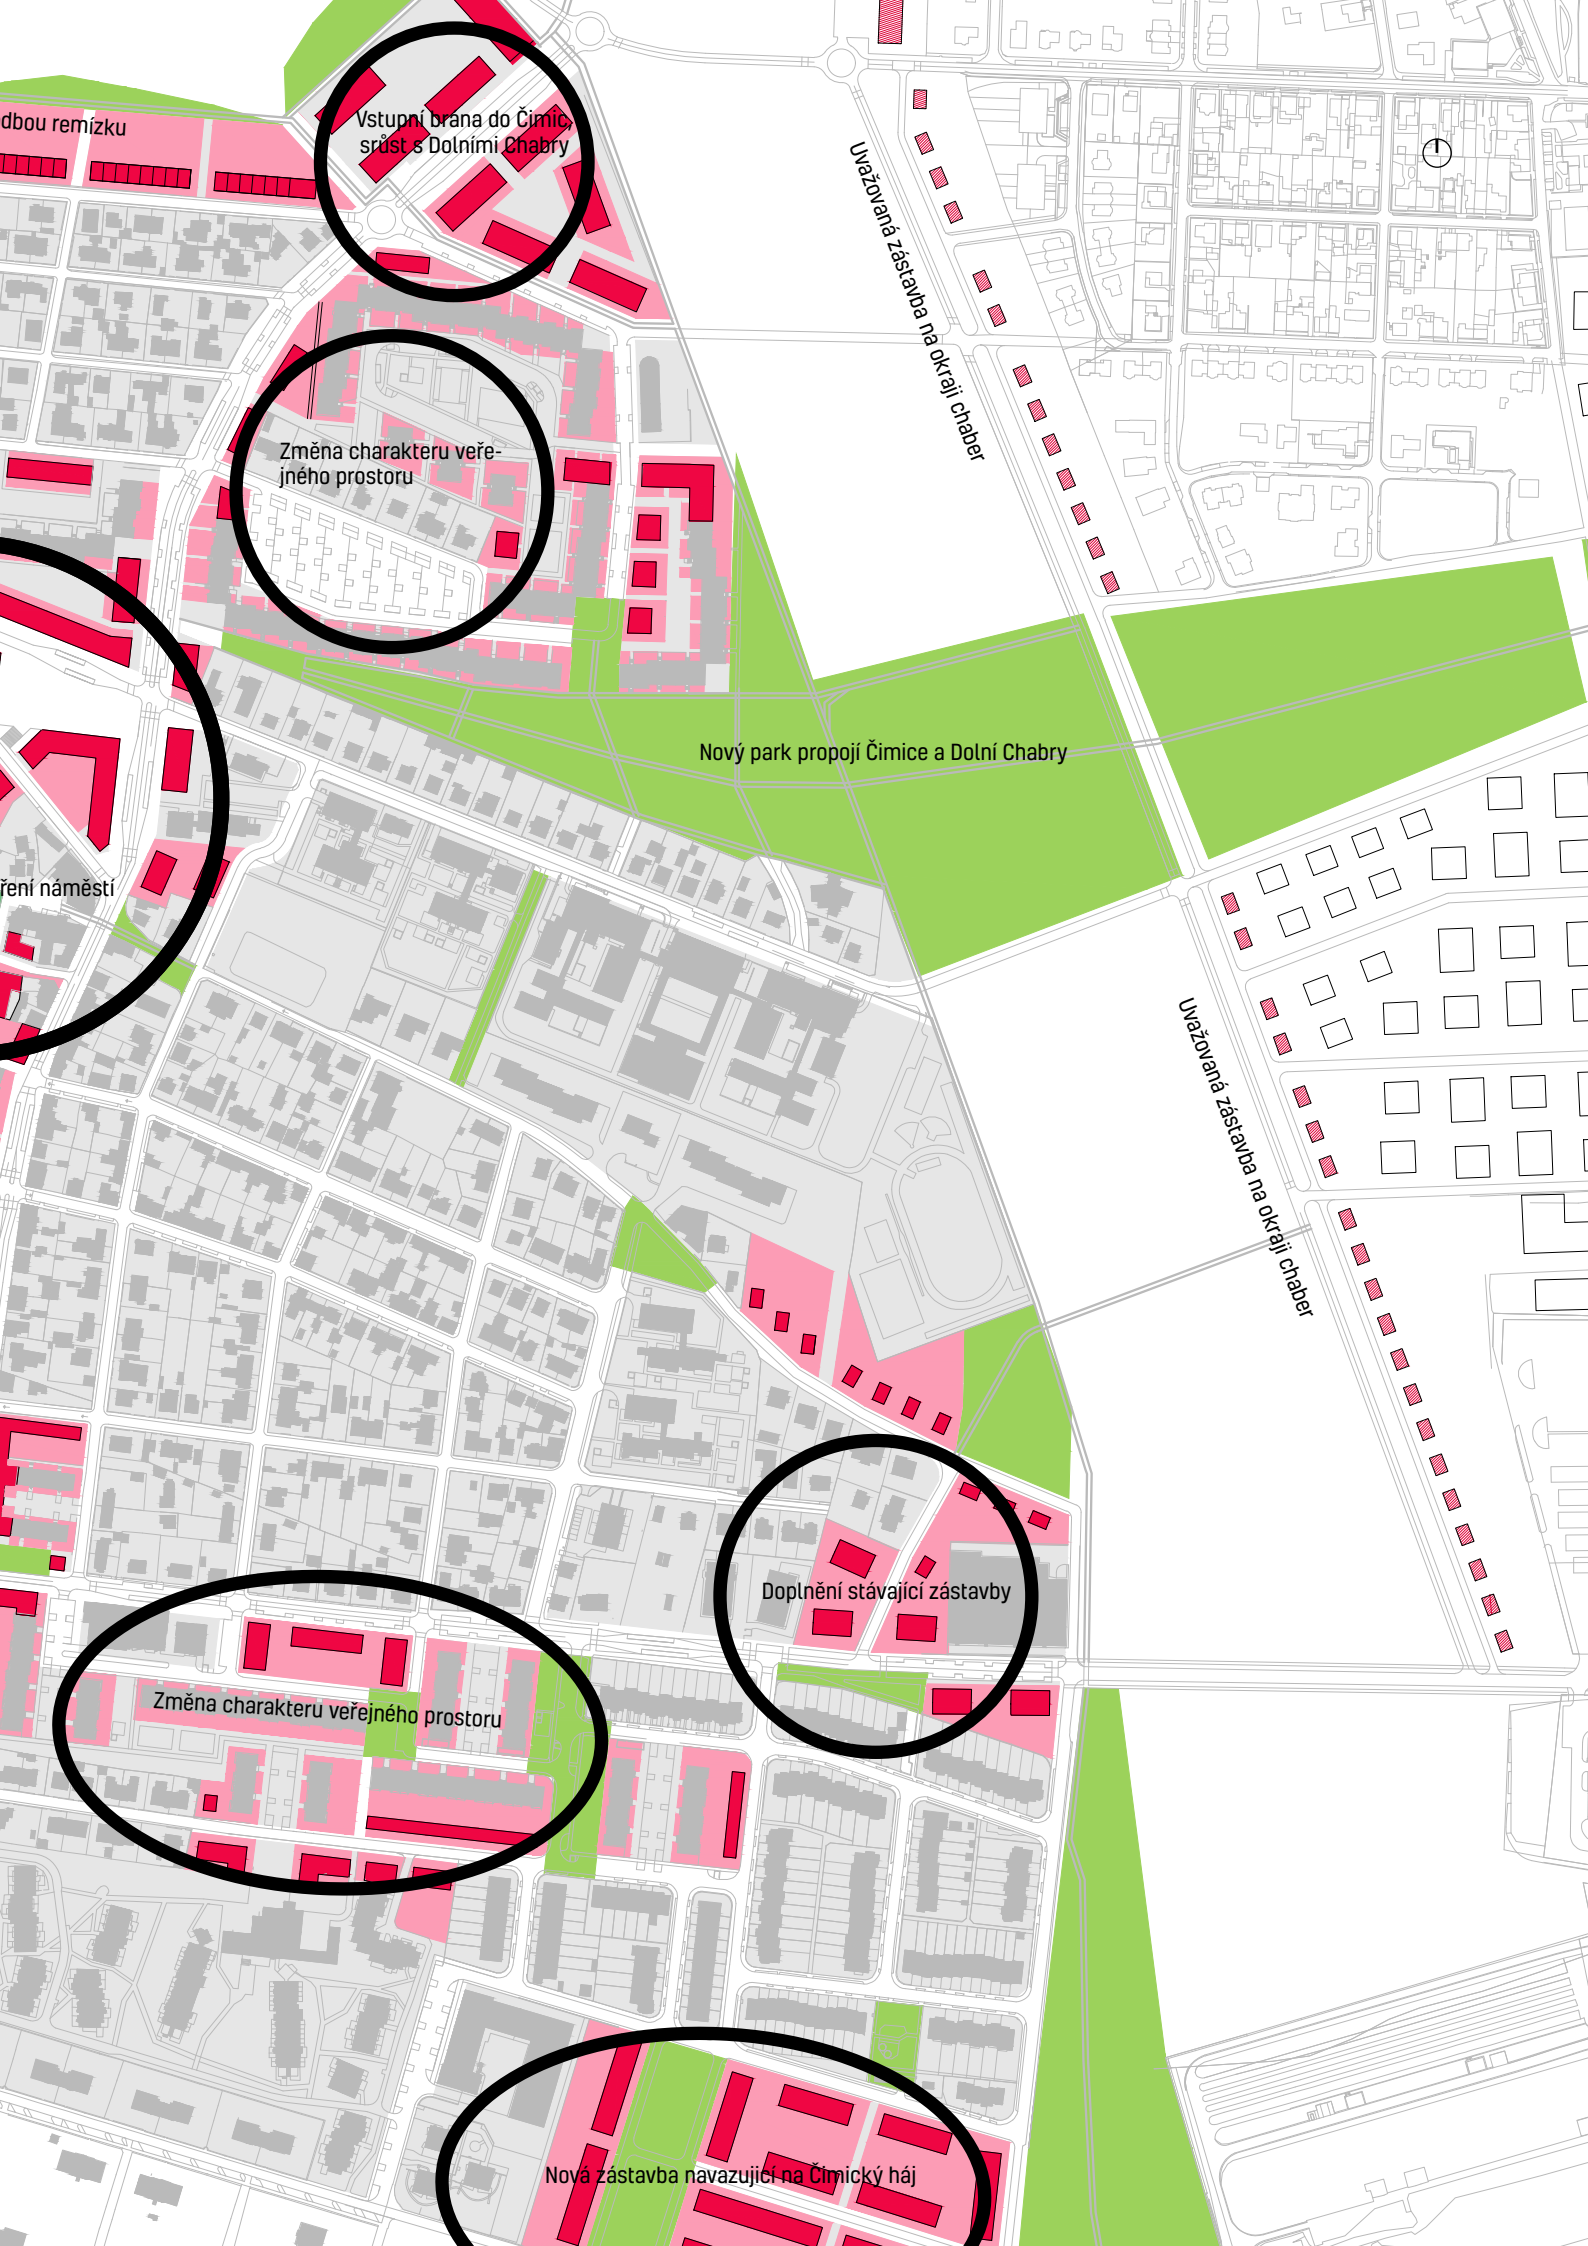 dbou remízku
Vstupní brána do Čimic,
srůst s Dolními Chabry
Uvažovaná zástavba na okraji chaber
Změna charakteru veře-
jného prostoru
Nový park propojí Čimice a Dolní Chabry
ření náměstí
Uvažovaná zástavba na okraji chaber
Doplnění stávající zástavby
Změna charakteru veřejného prostoru
Nová zástavba navazující na Čimický háj